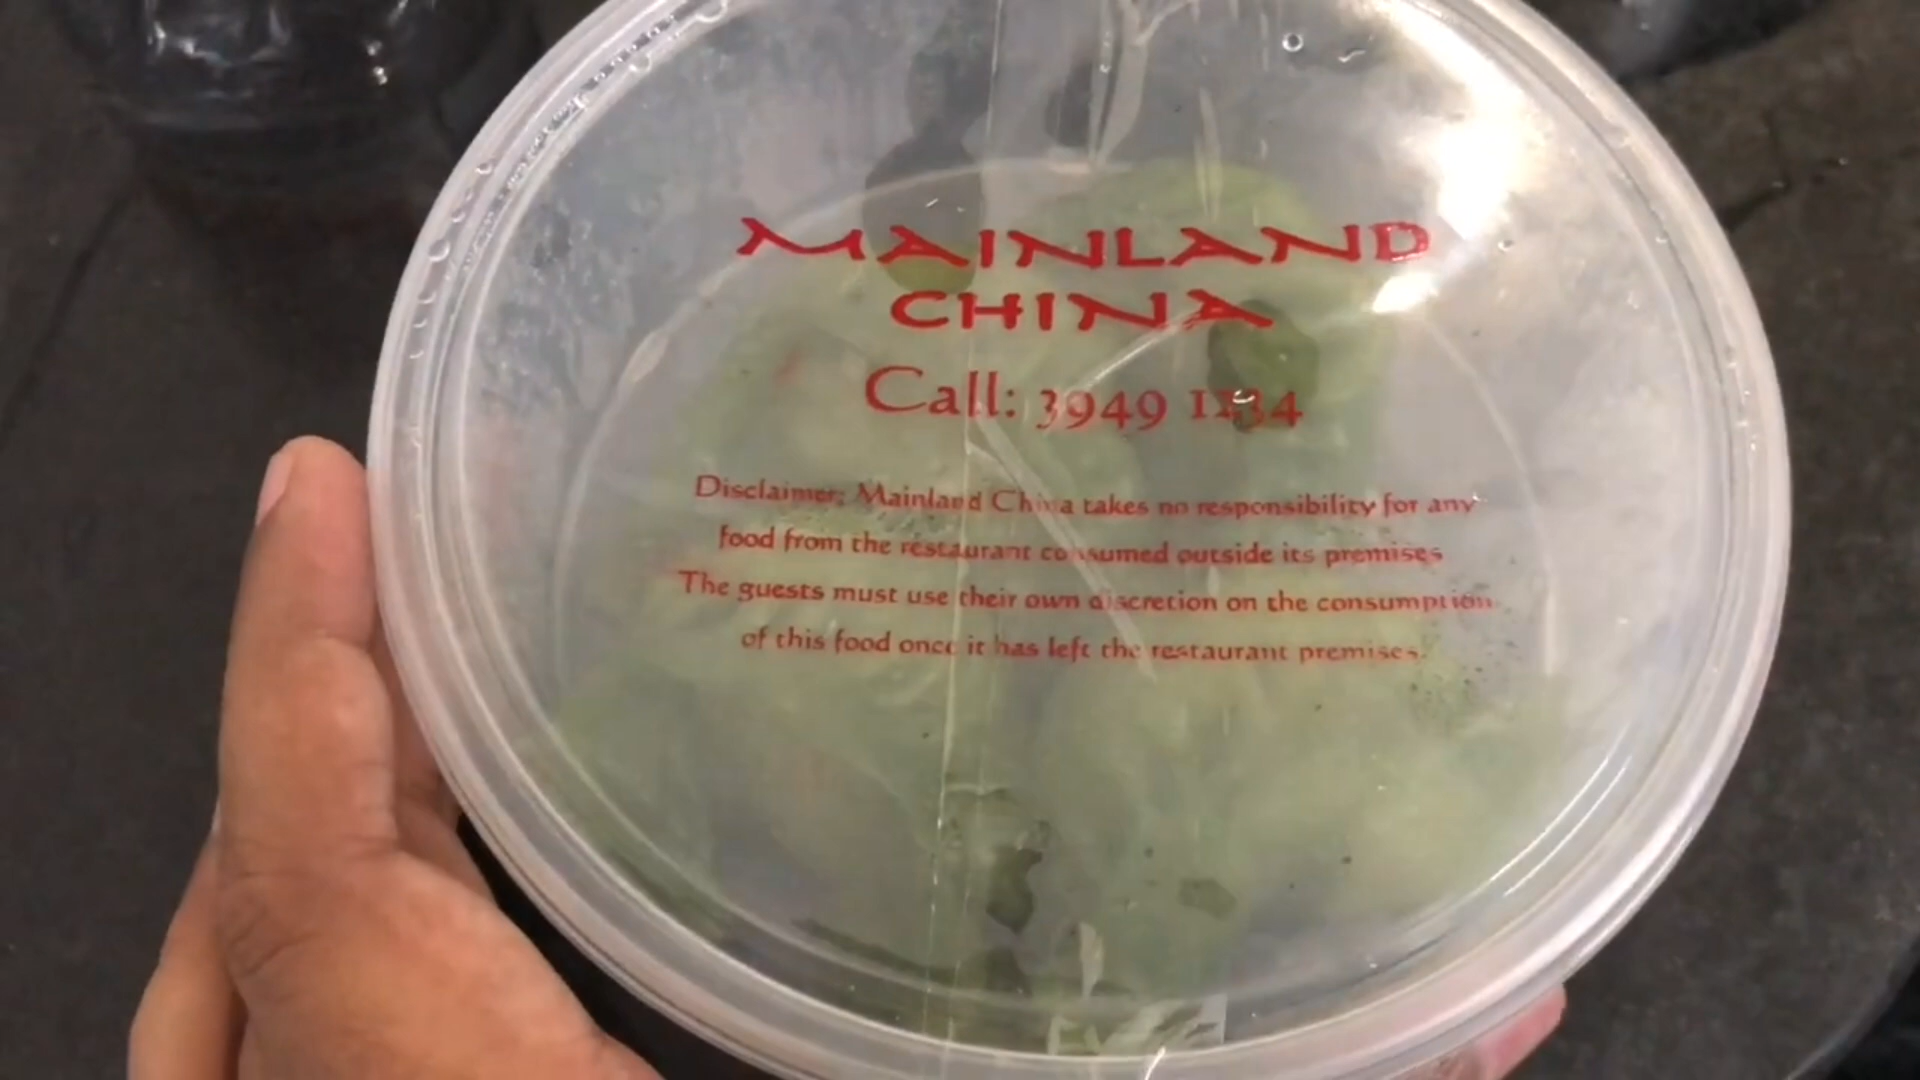 MAINLAND
CHINA
Call: 3949 1234
Disclaimer: Mainland China takes no responsibility for any
food from the restaurant consumed outside its premises
The guests must use their own discretion on the consumption
of this food once it has left the restaurant premises.